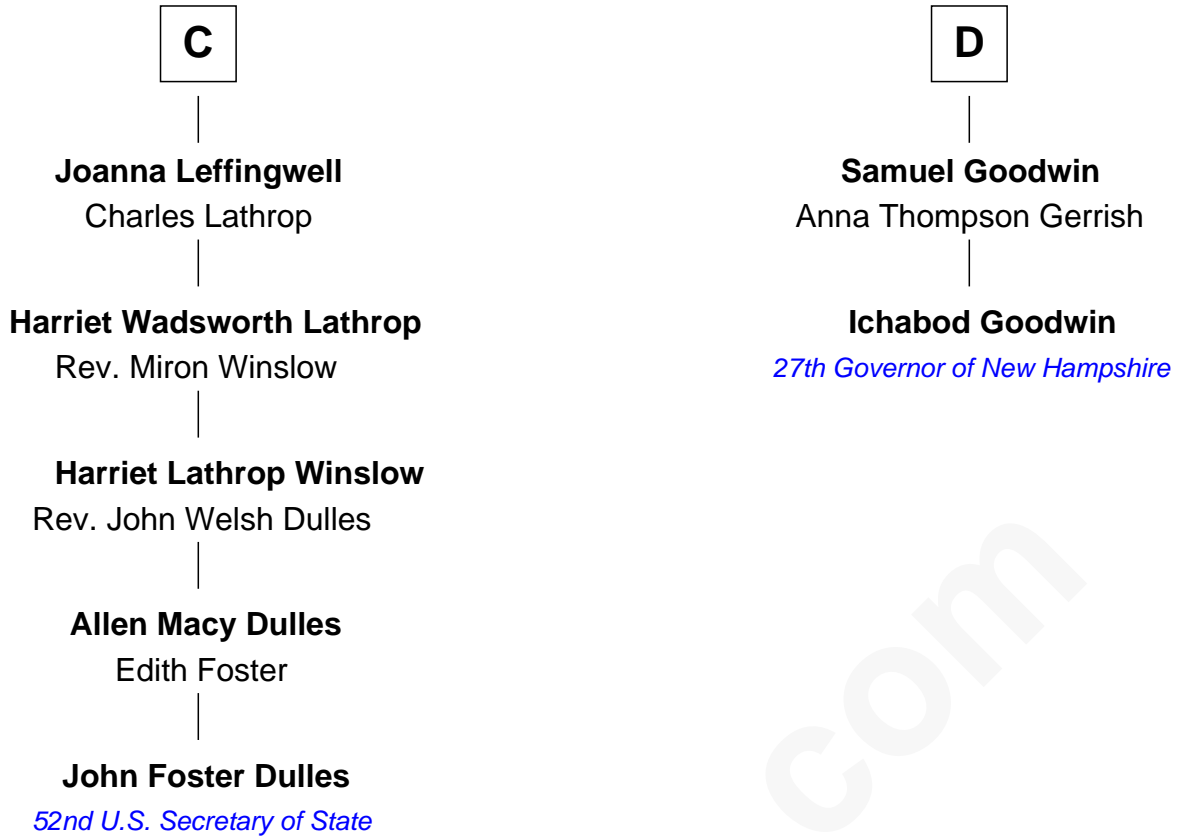 C
Joanna Leffingwell
Charles Lathrop
Harriet Wadsworth Lathrop
Rev. Miron Winslow
Harriet Lathrop Winslow
Rev. John Welsh Dulles
Allen Macy Dulles
Edith Foster
John Foster Dulles
52nd U.S. Secretary of State
D
Samuel Goodwin
Anna Thompson Gerrish
Ichabod Goodwin
27th Governor of New Hampshire
com